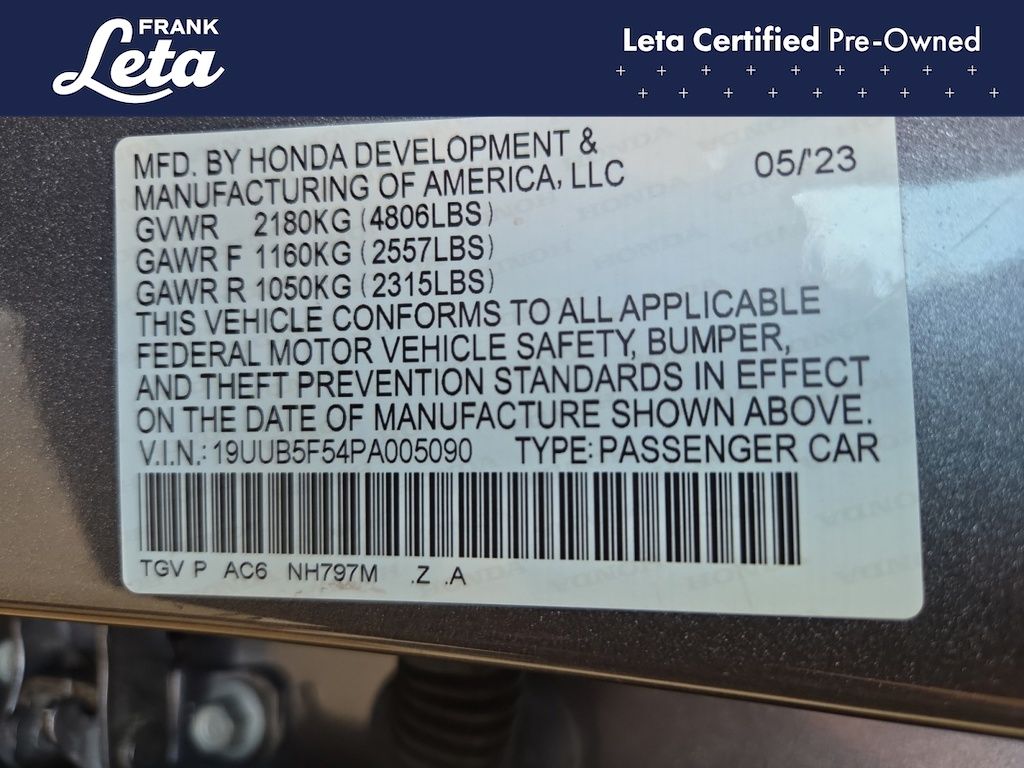 FRANK
Leta
Leta Certified Pre-Owned
MFD. BY HONDA DEVELOPMENT &
MANUFACTURING OF AMERICA, LLC
05/'23
GVWR 2180KG (4806LBS)
GAWR F 1160KG (2557LBS)
GAWR R 1050KG (2315LBS)
THIS VEHICLE CONFORMS TO ALL APPLICABLE
FEDERAL MOTOR VEHICLE SAFETY, BUMPER,
AND THEFT PREVENTION STANDARDS IN EFFECT
ON THE DATE OF MANUFACTURE SHOWN ABOVE.
V.I.N.: 19UUB5F54PA005090 TYPE: PASSENGER CAR
TGV P AC6 NH797M .Z .A